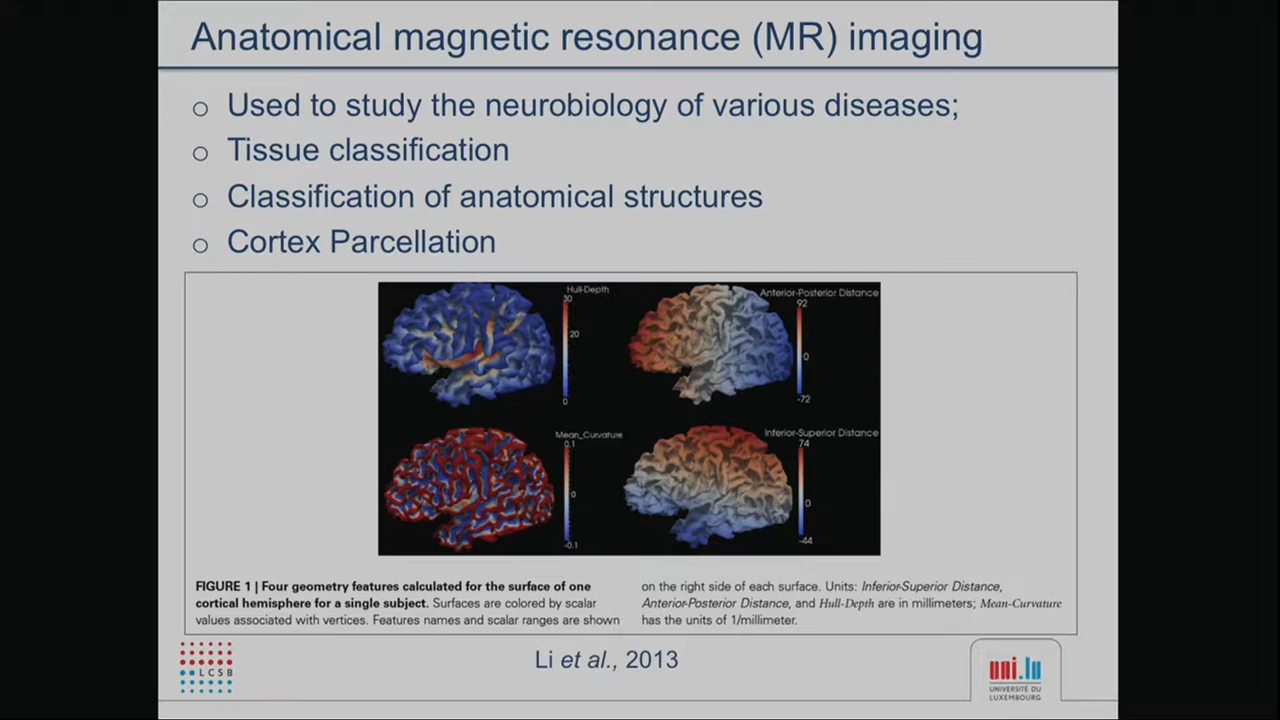 Anatomical magnetic resonance (MR) imaging
o Used to study the neurobiology of various diseases;
o Tissue classification
o Classification of anatomical structures
o Cortex Parcellation
Hull-Depth
30
20
0
Anterior-Posterior Distance
92
0
-72
Mean_Curvature
0.1
0
-0.1
Inferior-Superior Distance
74
0
-44
FIGURE 1 | Four geometry features calculated for the surface of one
cortical hemisphere for a single subject. Surfaces are colored by scalar
values associated with vertices. Features names and scalar ranges are shown
on the right side of each surface. Units: Inferior-Superior Distance,
Anterior-Posterior Distance, and Hull-Depth are in millimeters; Mean-Curvature
has the units of 1/millimeter.
Li et al., 2013
LCSB
uni.lu
UNIVERSITÉ DU
LUXEMBOURG